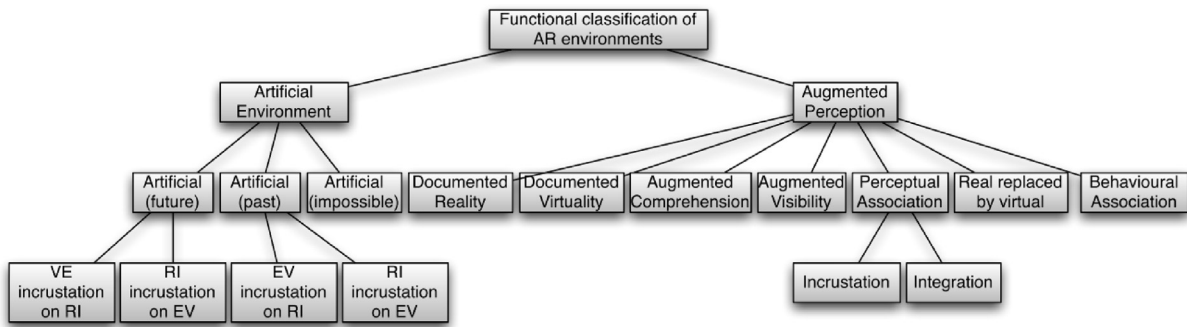 Functional classification of
AR environments
Artificial
Environment
Augmented
Perception
Artificial
(future)
Artificial
(past)
Artificial
(impossible)
Documented
Reality
Documented
Virtuality
Augmented
Comprehension
Augmented
Visibility
Perceptual
Association
Real replaced
by virtual
Behavioural
Association
VE
incrustation
on RI
RI
incrustation
on EV
EV
incrustation
on RI
RI
incrustation
on EV
Incrustation
Integration